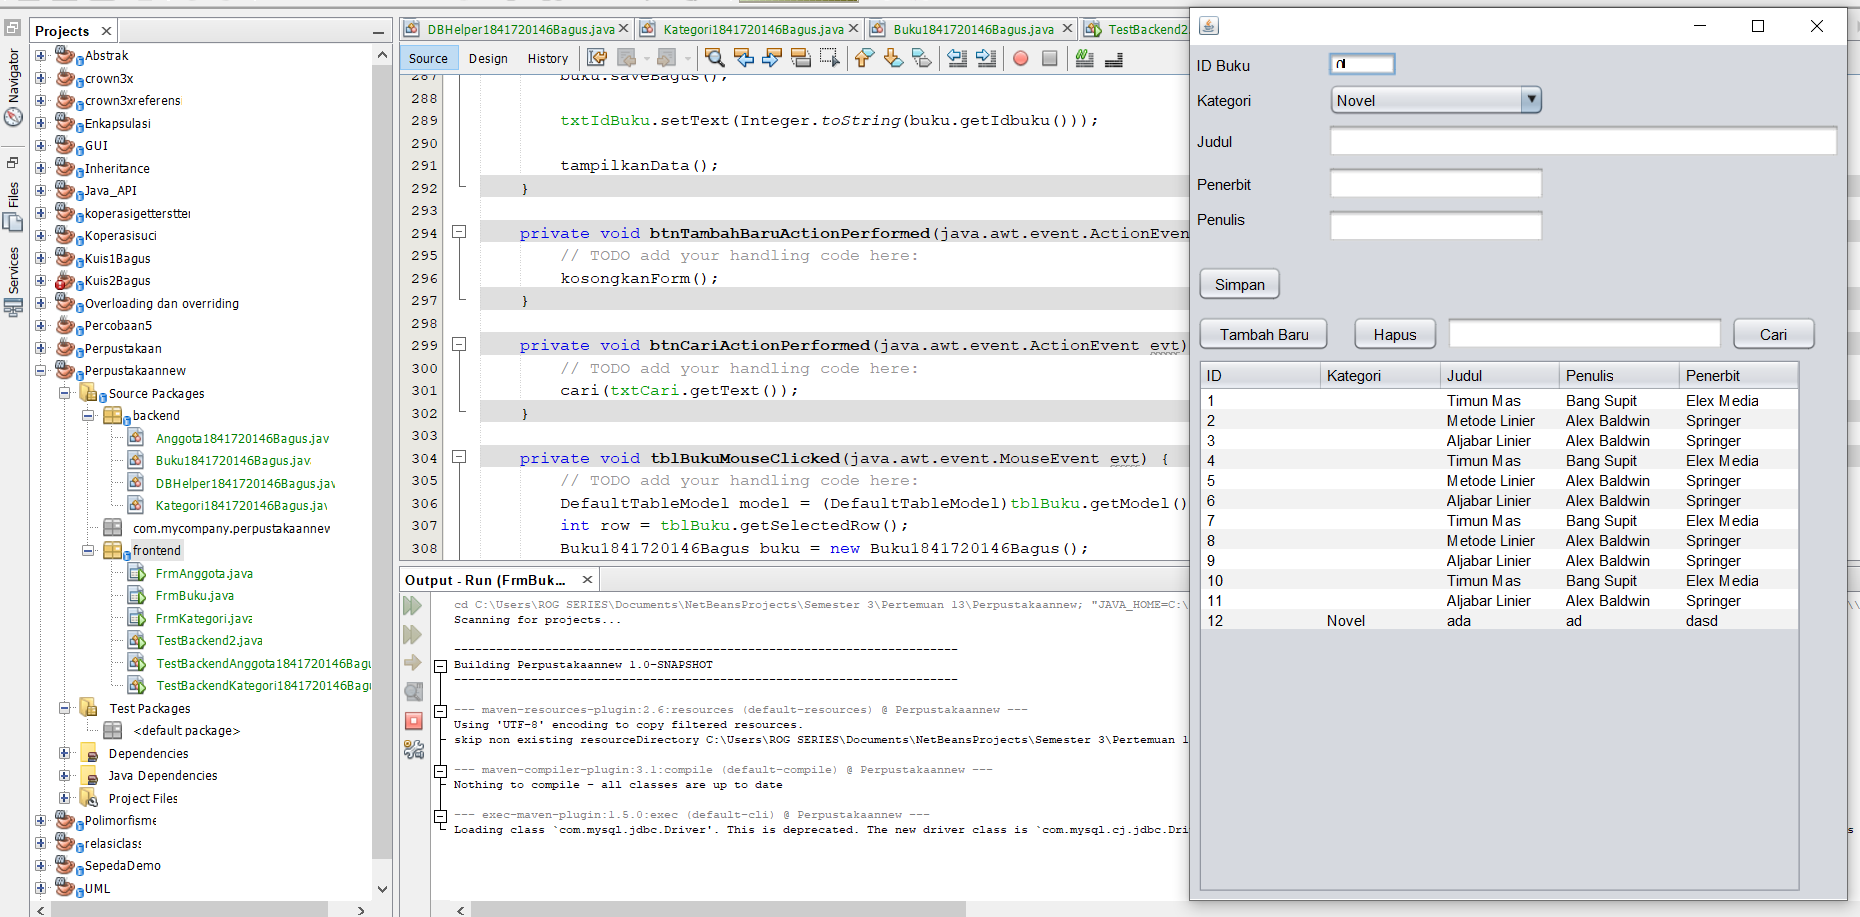 Navigator
Files
Services
Projects
Abstrak
crown3x
crown3xreferensi
Enkapsulasi
GUI
Inheritance
Java_API
koperasigetterstter
Koperasisuci
Kuis1Bagus
Kuis2Bagus
Overloading dan overriding
Percobaan5
Perpustakaan
Perpustakaannew
Source Packages
backend
Anggota1841720146Bagus.jav
Buku1841720146Bagus.java
DBHelper1841720146Bagus.jav
Kategori1841720146Bagus.jav
com.mycompany.perpustakaannew
frontend
FrmAnggota.java
FrmBuku.java
FrmKategori.java
TestBackend2.java
TestBackendAnggota1841720146Bagu
TestBackendKategori1841720146Bagu
Test Packages
<default package>
Dependencies
Java Dependencies
Project Files
Polimorfisme
relasiclass
SepedaDemo
UML
DBHelper1841720146Bagus.java
Kategori1841720146Bagus.java
Buku1841720146Bagus.java
TestBackend2
Source Design History
287 buku.saveBagus();
288
289 txtIdBuku.setText(Integer.toString(buku.getIdbuku()));
290
291 tampilkanData();
292 }
293
294 private void btnTambahBaruActionPerformed(java.awt.event.ActionEven
295 // TODO add your handling code here:
296 kosongkanForm();
297 }
298
299 private void btnCariActionPerformed(java.awt.event.ActionEvent evt)
300 // TODO add your handling code here:
301 cari(txtCari.getText());
302 }
303
304 private void tblBukuMouseClicked(java.awt.event.MouseEvent evt) {
305 // TODO add your handling code here:
306 DefaultTableModel model = (DefaultTableModel)tblBuku.getModel()
307 int row = tblBuku.getSelectedRow();
308 Buku1841720146Bagus buku = new Buku1841720146Bagus();
Output - Run (FrmBuk...
cd C:\Users\ROG SERIES\Documents\NetBeansProjects\Semester 3\Pertemuan 13\Perpustakaannew; "JAVA_HOME=C:\
Scanning for projects...
------------------------------------------------------------------------
Building Perpustakaannew 1.0-SNAPSHOT
------------------------------------------------------------------------
--- maven-resources-plugin:2.6:resources (default-resources) @ Perpustakaannew ---
Using 'UTF-8' encoding to copy filtered resources.
skip non existing resourceDirectory C:\Users\ROG SERIES\Documents\NetBeansProjects\Semester 3\Pertemuan 1
--- maven-compiler-plugin:3.1:compile (default-compile) @ Perpustakaannew ---
Nothing to compile - all classes are up to date
--- exec-maven-plugin:1.5.0:exec (default-cli) @ Perpustakaannew ---
Loading class `com.mysql.jdbc.Driver'. This is deprecated. The new driver class is `com.mysql.cj.jdbc.Dri
ID Buku
Kategori Novel
Judul
Penerbit
Penulis
Simpan
Tambah Baru Hapus Cari
ID Kategori Judul Penulis Penerbit
1 Timun Mas Bang Supit Elex Media
2 Metode Linier Alex Baldwin Springer
3 Aljabar Linier Alex Baldwin Springer
4 Timun Mas Bang Supit Elex Media
5 Metode Linier Alex Baldwin Springer
6 Aljabar Linier Alex Baldwin Springer
7 Timun Mas Bang Supit Elex Media
8 Metode Linier Alex Baldwin Springer
9 Aljabar Linier Alex Baldwin Springer
10 Timun Mas Bang Supit Elex Media
11 Aljabar Linier Alex Baldwin Springer
12 Novel ada ad dasd